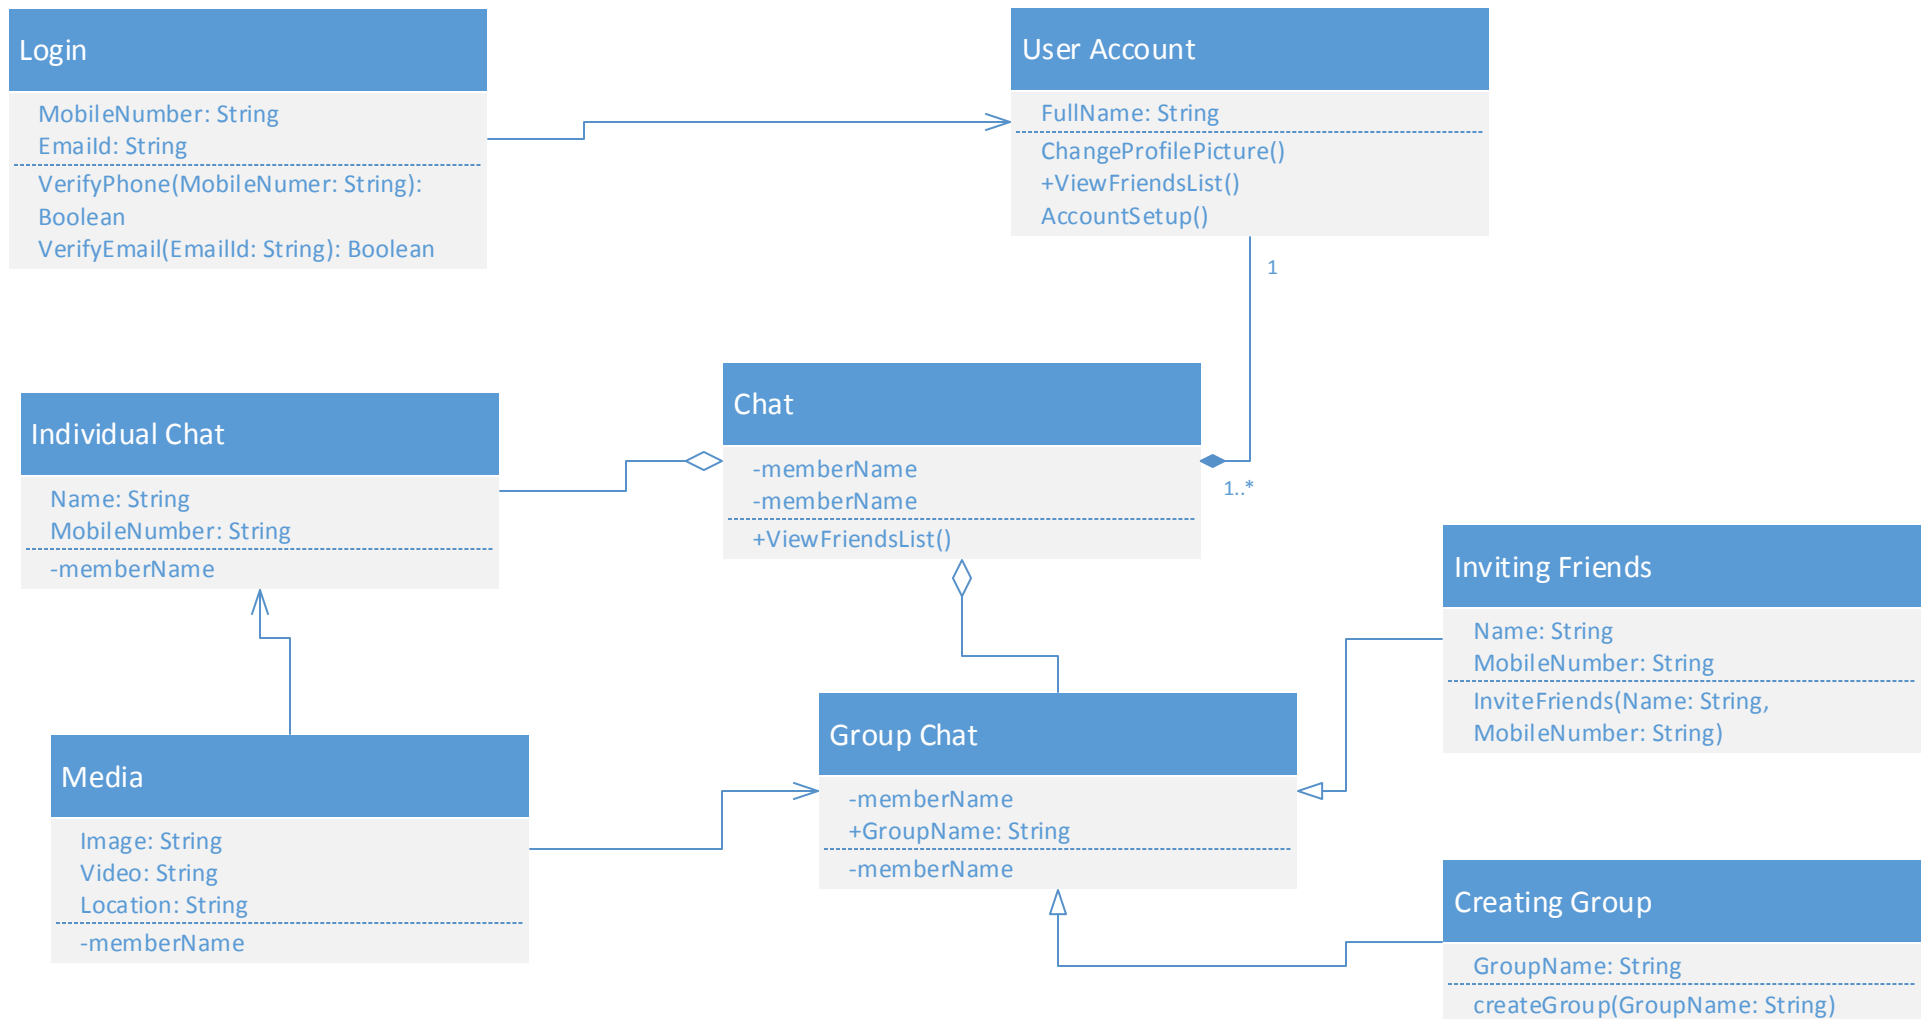 Login
MobileNumber: String
EmailId: String
VerifyPhone(MobileNumer: String):
Boolean
VerifyEmail(EmailId: String): Boolean
User Account
FullName: String
ChangeProfilePicture()
+ViewFriendsList()
AccountSetup()
1
1..*
Chat
-memberName
-memberName
+ViewFriendsList()
Individual Chat
Name: String
MobileNumber: String
-memberName
Inviting Friends
Name: String
MobileNumber: String
InviteFriends(Name: String,
MobileNumber: String)
Group Chat
-memberName
+GroupName: String
-memberName
Media
Image: String
Video: String
Location: String
-memberName
Creating Group
GroupName: String
createGroup(GroupName: String)